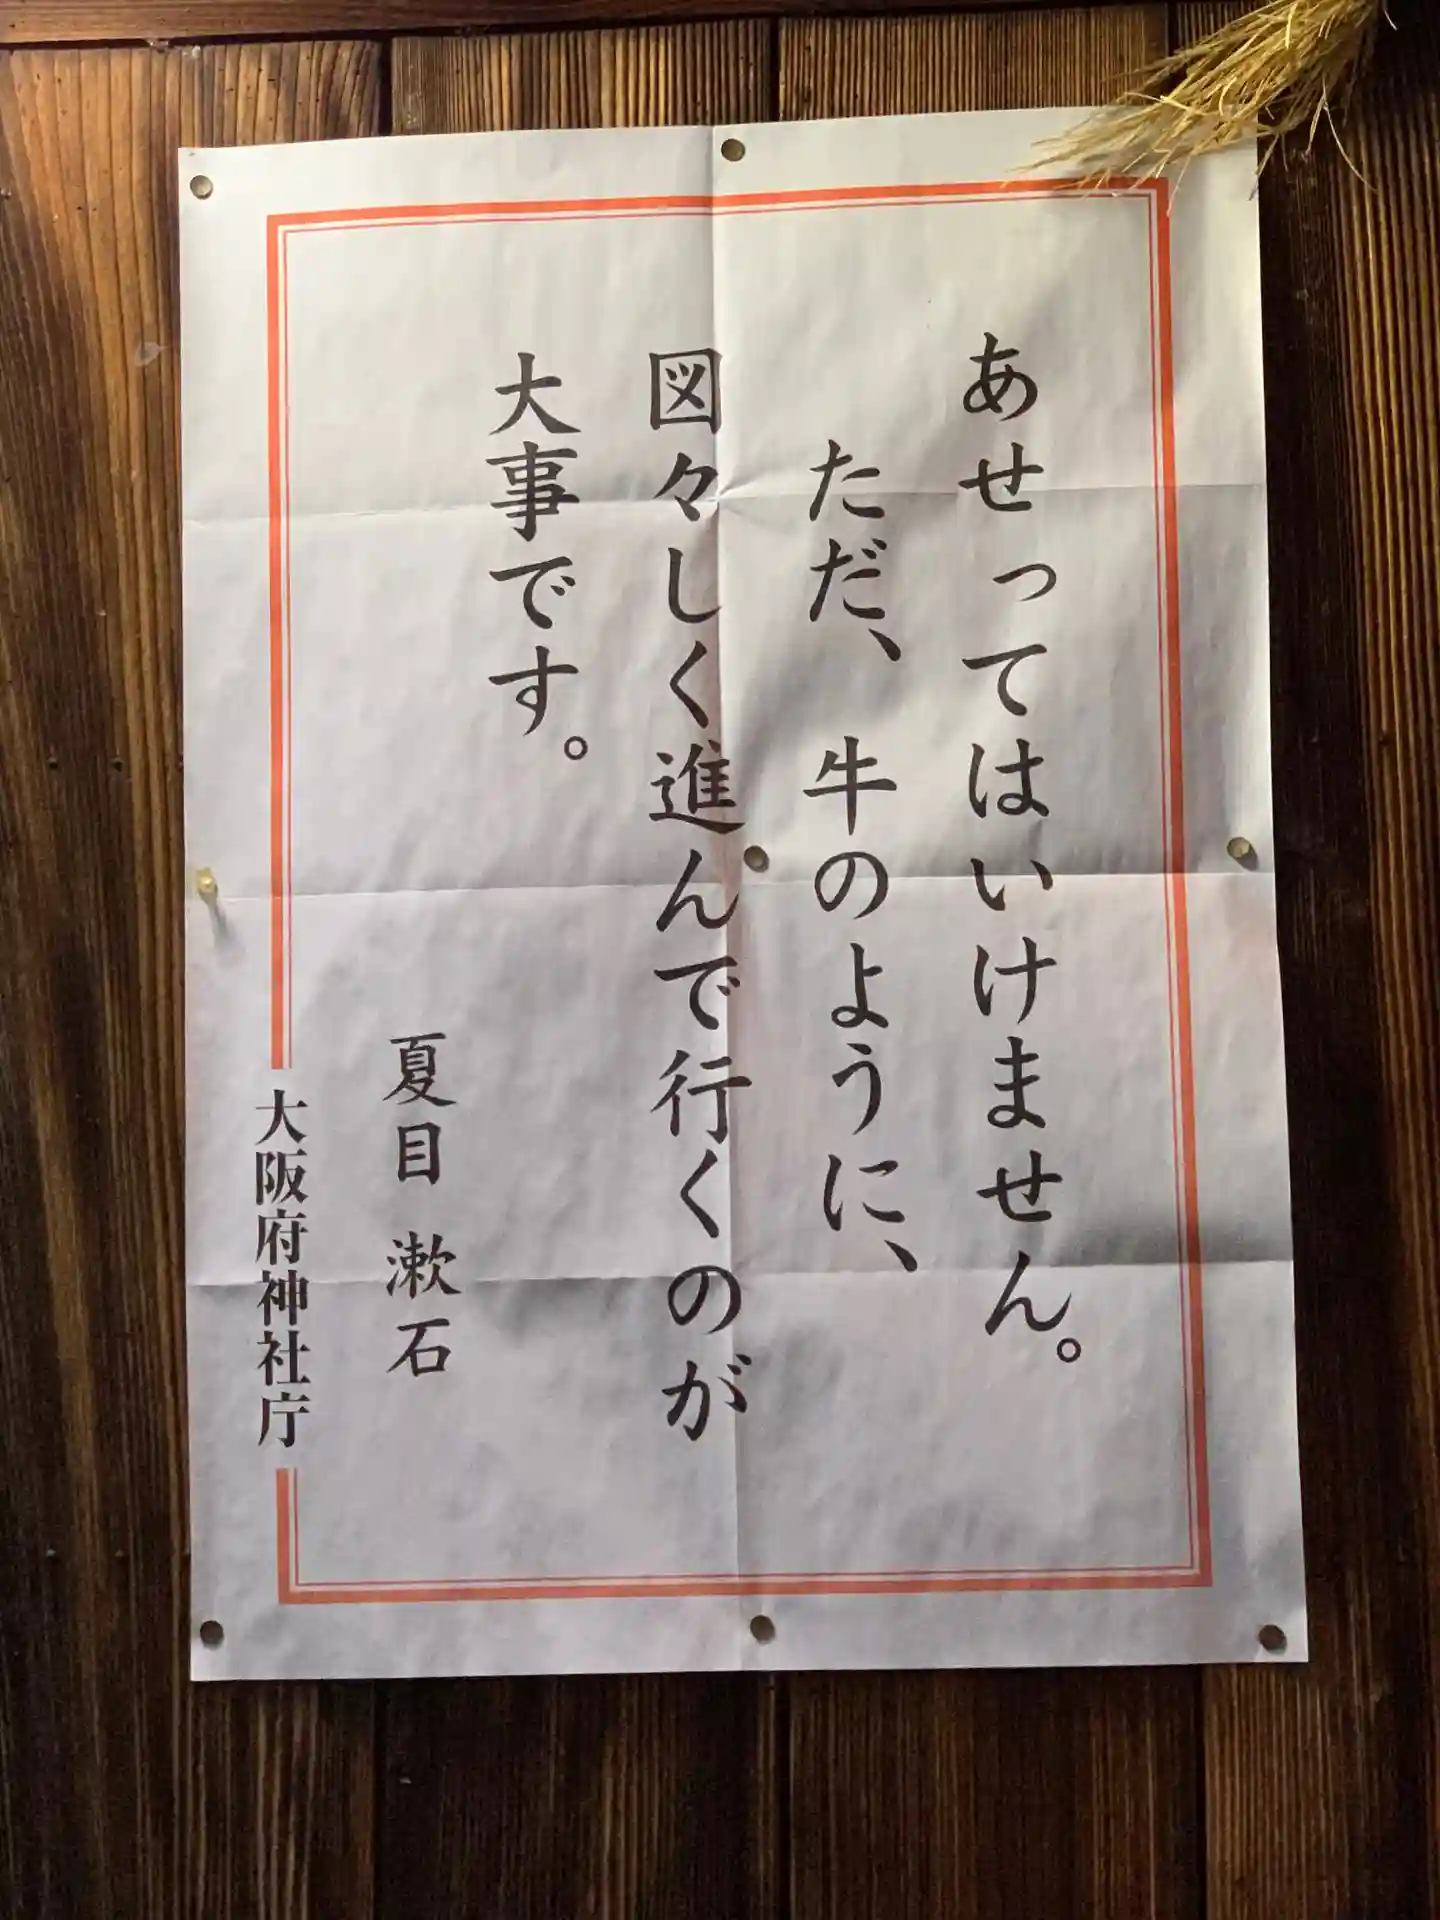 あせってはいけません。
ただ、牛のように、
図々しく進んで行くのが
大事です。
夏目 漱石
大阪府神社庁